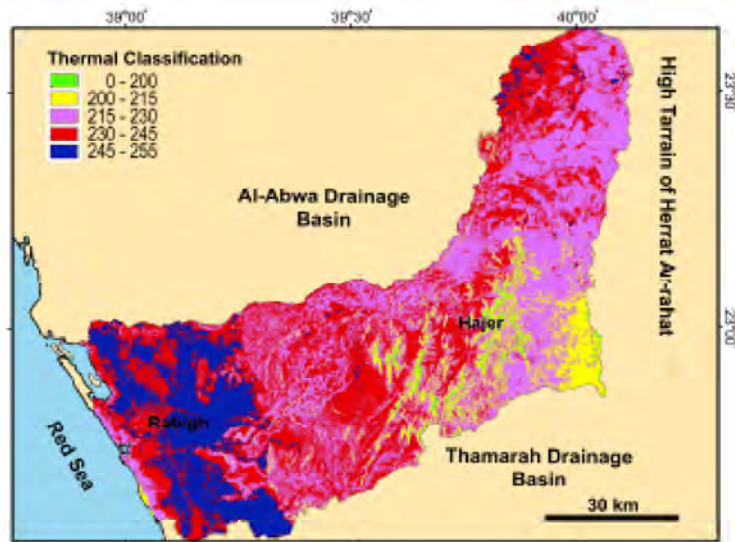 39°00'
39°30'
40°00'
Thermal Classification
0 - 200
200 - 215
215 - 230
230 - 245
245 - 255
High Tarrain of Herrat Ar-rahat
23°30'
Al-Abwa Drainage
Basin
Hajer
23°00'
Rabigh
Red Sea
Thamarah Drainage
Basin
30 km